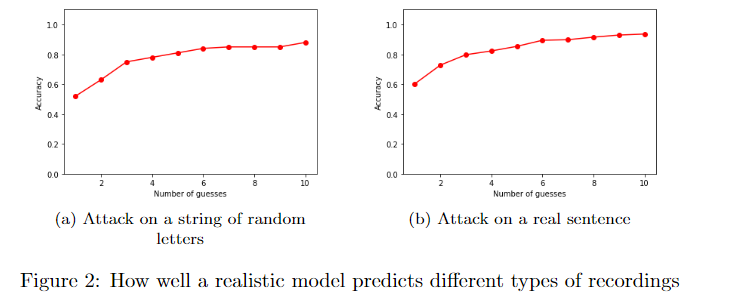 1.0
0.8
0.6
0.4
0.2
0.0
Accuracy
2 4 6 8 10
Number of guesses
(a) Attack on a string of random
letters
1.0
0.8
0.6
0.4
0.2
0.0
Accuracy
2 4 6 8 10
Number of guesses
(b) Attack on a real sentence
Figure 2: How well a realistic model predicts different types of recordings